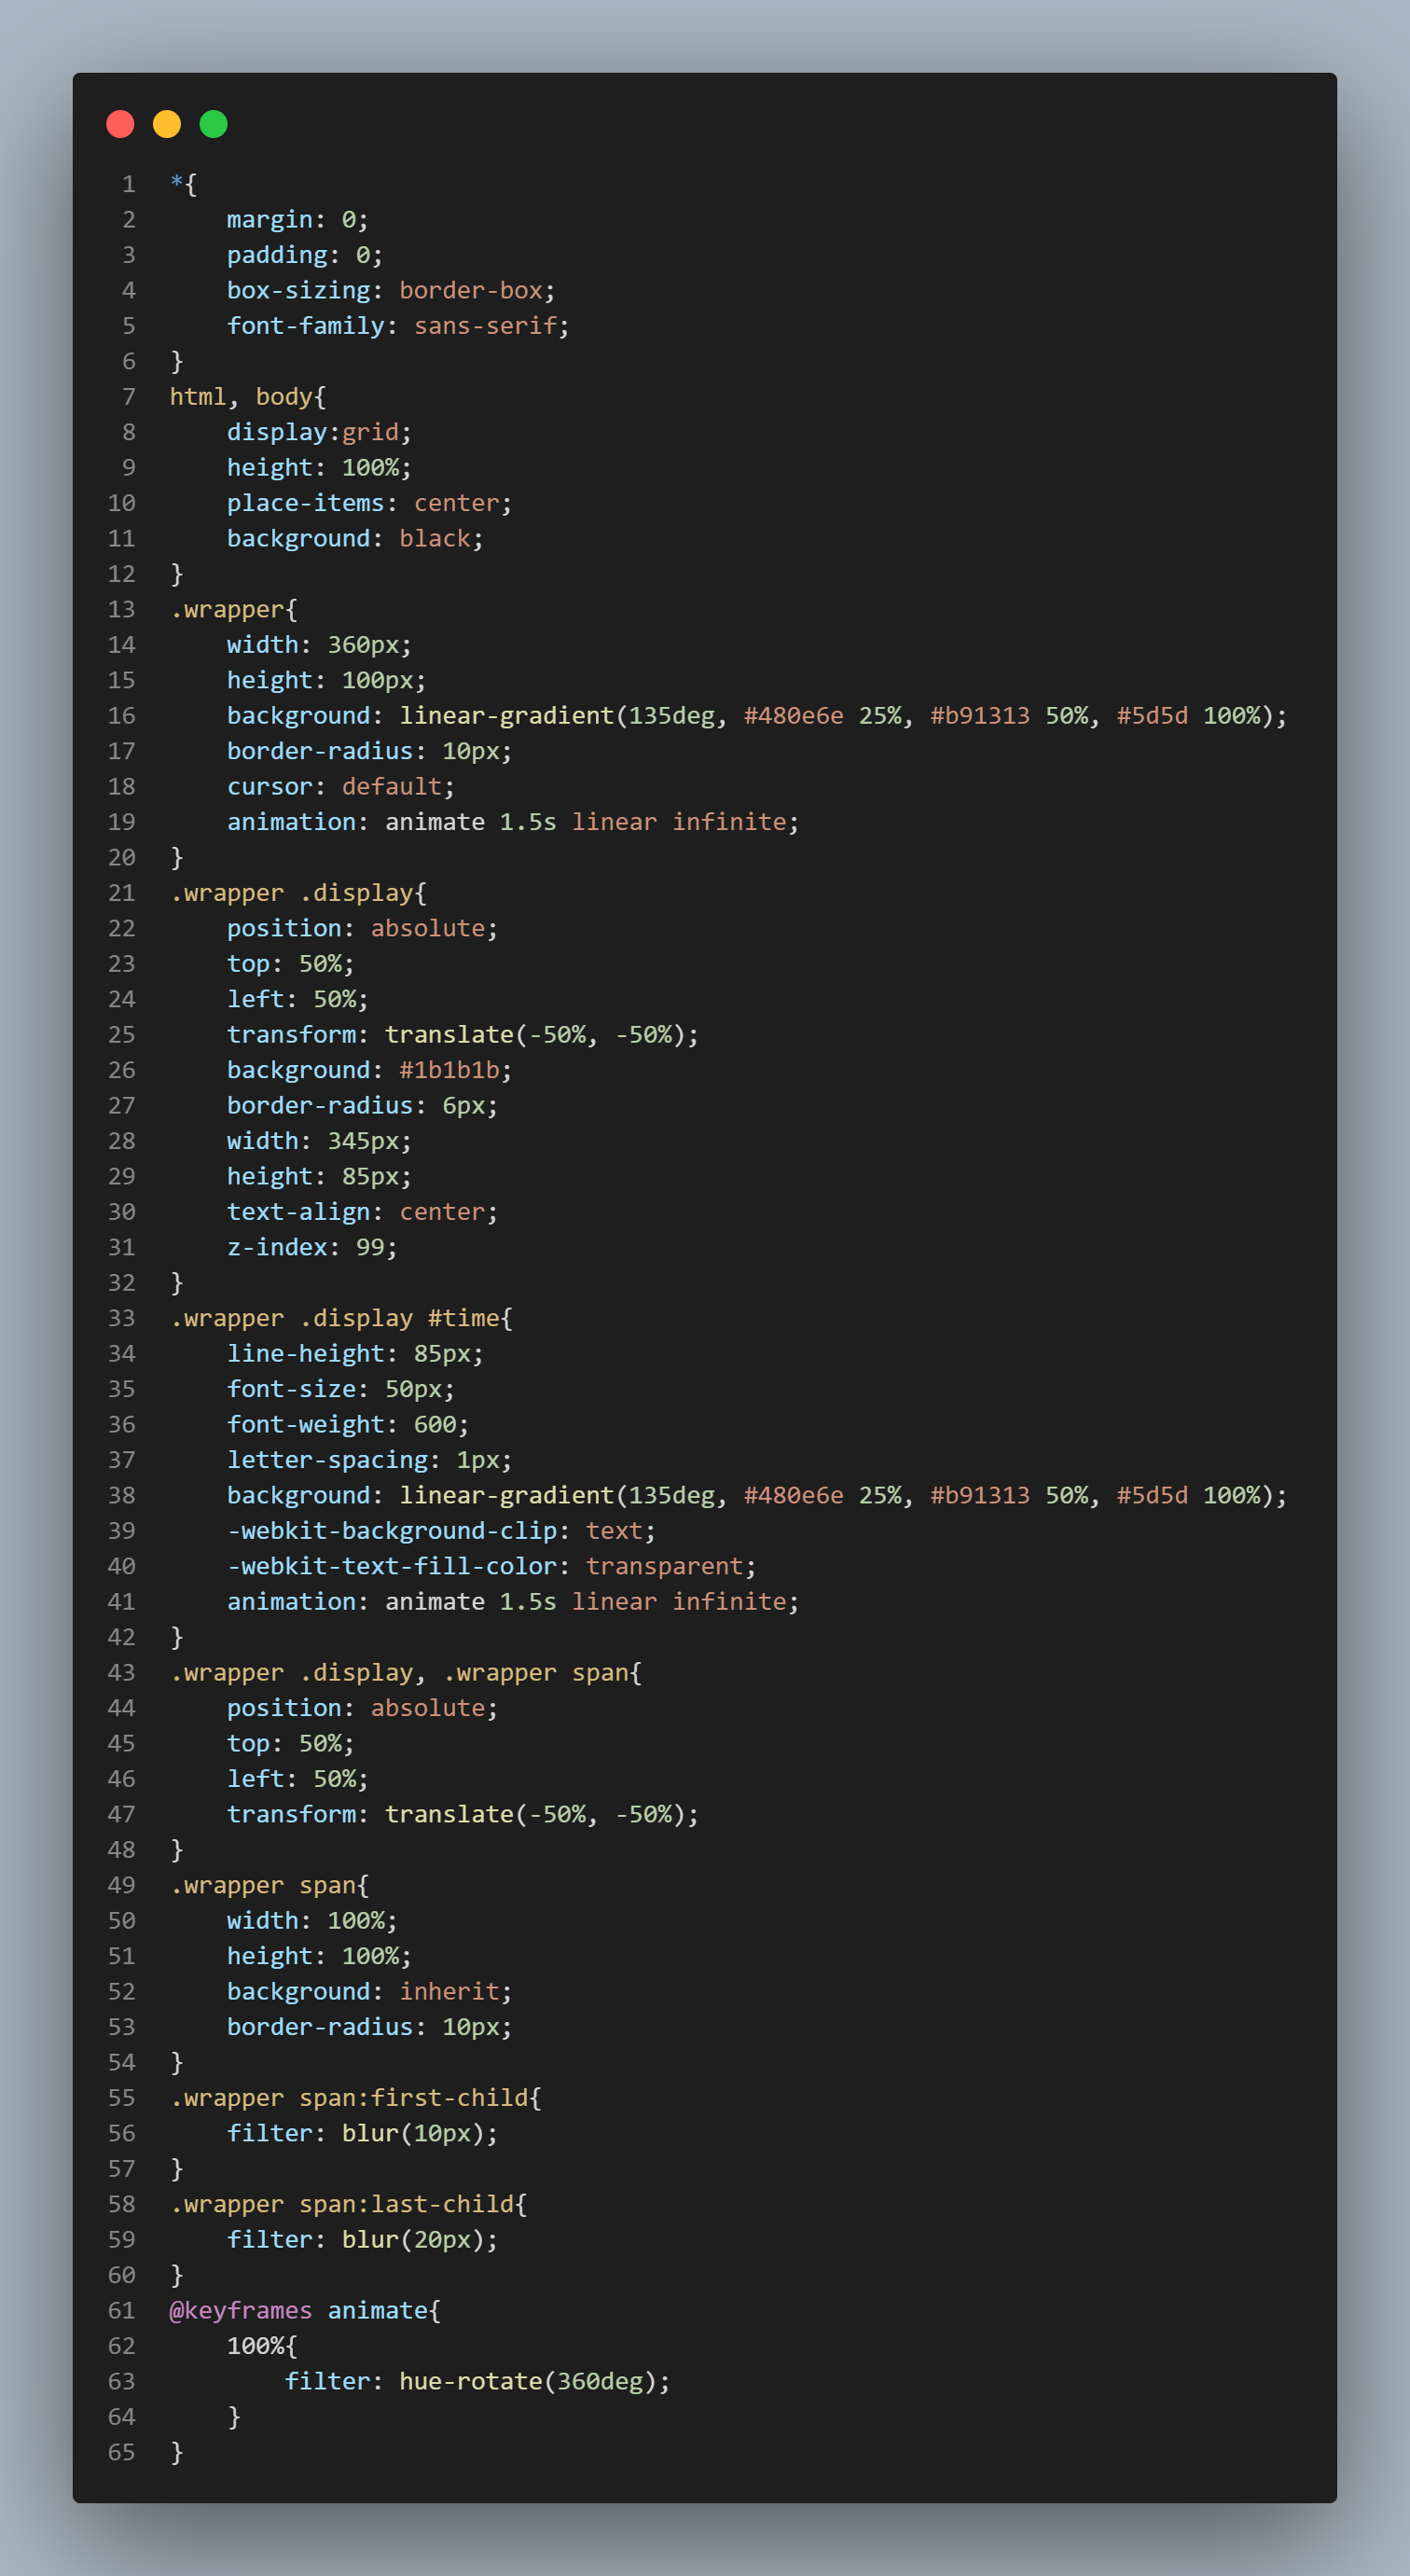 1 *{
2     margin: 0;
3     padding: 0;
4     box-sizing: border-box;
5     font-family: sans-serif;
6 }
7 html, body{
8     display:grid;
9     height: 100%;
10     place-items: center;
11     background: black;
12 }
13 .wrapper{
14     width: 360px;
15     height: 100px;
16     background: linear-gradient(135deg, #480e6e 25%, #b91313 50%, #5d5d 100%);
17     border-radius: 10px;
18     cursor: default;
19     animation: animate 1.5s linear infinite;
20 }
21 .wrapper .display{
22     position: absolute;
23     top: 50%;
24     left: 50%;
25     transform: translate(-50%, -50%);
26     background: #1b1b1b;
27     border-radius: 6px;
28     width: 345px;
29     height: 85px;
30     text-align: center;
31     z-index: 99;
32 }
33 .wrapper .display #time{
34     line-height: 85px;
35     font-size: 50px;
36     font-weight: 600;
37     letter-spacing: 1px;
38     background: linear-gradient(135deg, #480e6e 25%, #b91313 50%, #5d5d 100%);
39     -webkit-background-clip: text;
40     -webkit-text-fill-color: transparent;
41     animation: animate 1.5s linear infinite;
42 }
43 .wrapper .display, .wrapper span{
44     position: absolute;
45     top: 50%;
46     left: 50%;
47     transform: translate(-50%, -50%);
48 }
49 .wrapper span{
50     width: 100%;
51     height: 100%;
52     background: inherit;
53     border-radius: 10px;
54 }
55 .wrapper span:first-child{
56     filter: blur(10px);
57 }
58 .wrapper span:last-child{
59     filter: blur(20px);
60 }
61 @keyframes animate{
62     100%{
63         filter: hue-rotate(360deg);
64     }
65 }